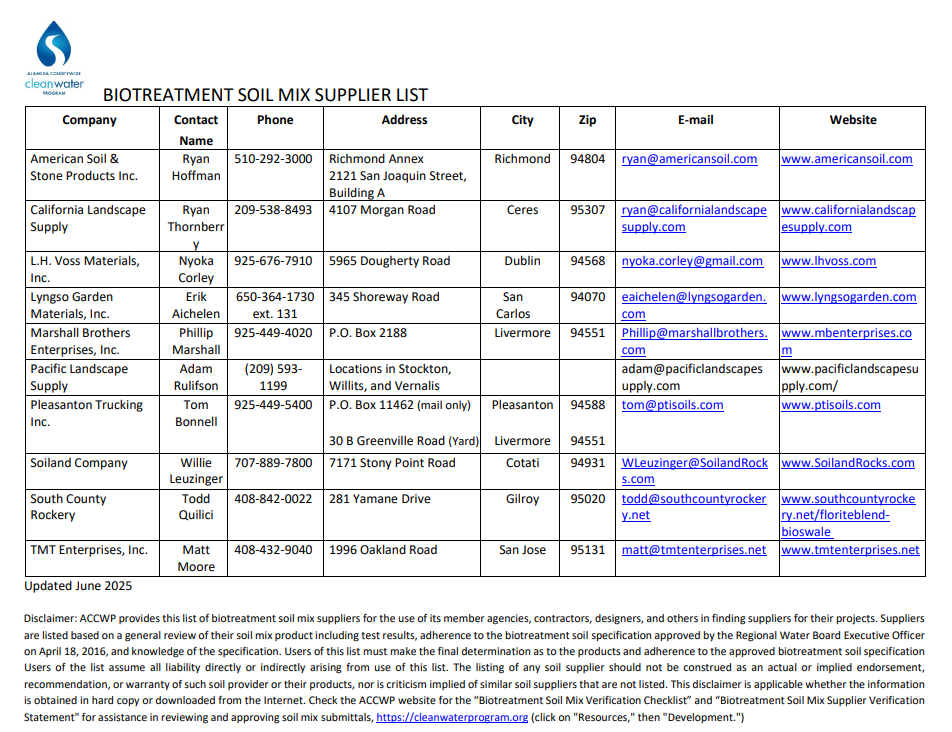 ALAMEDA COUNTYWIDE
cleanwater
PROGRAM
BIOTREATMENT SOIL MIX SUPPLIER LIST
Company Contact Name Phone Address City Zip E-mail Website
American Soil & Ryan 510-292-3000 Richmond Annex Richmond 94804 ryan@americansoil.com www.americansoil.com
Stone Products Inc. Hoffman 2121 San Joaquin Street,
Building A
California Landscape Ryan 209-538-8493 4107 Morgan Road Ceres 95307 ryan@californialandscape www.californialandscap
Supply Thornberr supply.com esupply.com
y
L.H. Voss Materials, Nyoka 925-676-7910 5965 Dougherty Road Dublin 94568 nyoka.corley@gmail.com www.lhvoss.com
Inc. Corley
Lyngso Garden Erik 650-364-1730 345 Shoreway Road San 94070 eaichelen@lyngsogarden. www.lyngsogarden.com
Materials, Inc. Aichelen ext. 131 Carlos com
Marshall Brothers Phillip 925-449-4020 P.O. Box 2188 Livermore 94551 Phillip@marshallbrothers. www.mbenterprises.co
Enterprises, Inc. Marshall com m
Pacific Landscape Adam (209) 593- Locations in Stockton, adam@pacificlandscapes www.pacificlandscapesu
Supply Rulifson 1199 Willits, and Vernalis upply.com pply.com/
Pleasanton Trucking Tom 925-449-5400 P.O. Box 11462 (mail only) Pleasanton 94588 tom@ptisoils.com www.ptisoils.com
Inc. Bonnell
30 B Greenville Road (Yard) Livermore 94551
Soiland Company Willie 707-889-7800 7171 Stony Point Road Cotati 94931 WLeuzinger@SoilandRock www.SoilandRocks.com
Leuzinger s.com
South County Todd 408-842-0022 281 Yamane Drive Gilroy 95020 todd@southcountyrocker www.southcountyrocke
Rockery Quilici y.net ry.net/floriteblend-
bioswale
TMT Enterprises, Inc. Matt 408-432-9040 1996 Oakland Road San Jose 95131 matt@tmtenterprises.net www.tmtenterprises.net
Moore
Updated June 2025
Disclaimer: ACCWP provides this list of biotreatment soil mix suppliers for the use of its member agencies, contractors, designers, and others in finding suppliers for their projects. Suppliers
are listed based on a general review of their soil mix product including test results, adherence to the biotreatment soil specification approved by the Regional Water Board Executive Officer
on April 18, 2016, and knowledge of the specification. Users of this list must make the final determination as to the products and adherence to the approved biotreatment soil specification
Users of the list assume all liability directly or indirectly arising from use of this list. The listing of any soil supplier should not be construed as an actual or implied endorsement,
recommendation, or warranty of such soil provider or their products, nor is criticism implied of similar soil suppliers that are not listed. This disclaimer is applicable whether the information
is obtained in hard copy or downloaded from the Internet. Check the ACCWP website for the “Biotreatment Soil Mix Verification Checklist” and “Biotreatment Soil Mix Supplier Verification
Statement" for assistance in reviewing and approving soil mix submittals, https://cleanwaterprogram.org (click on "Resources," then "Development.")